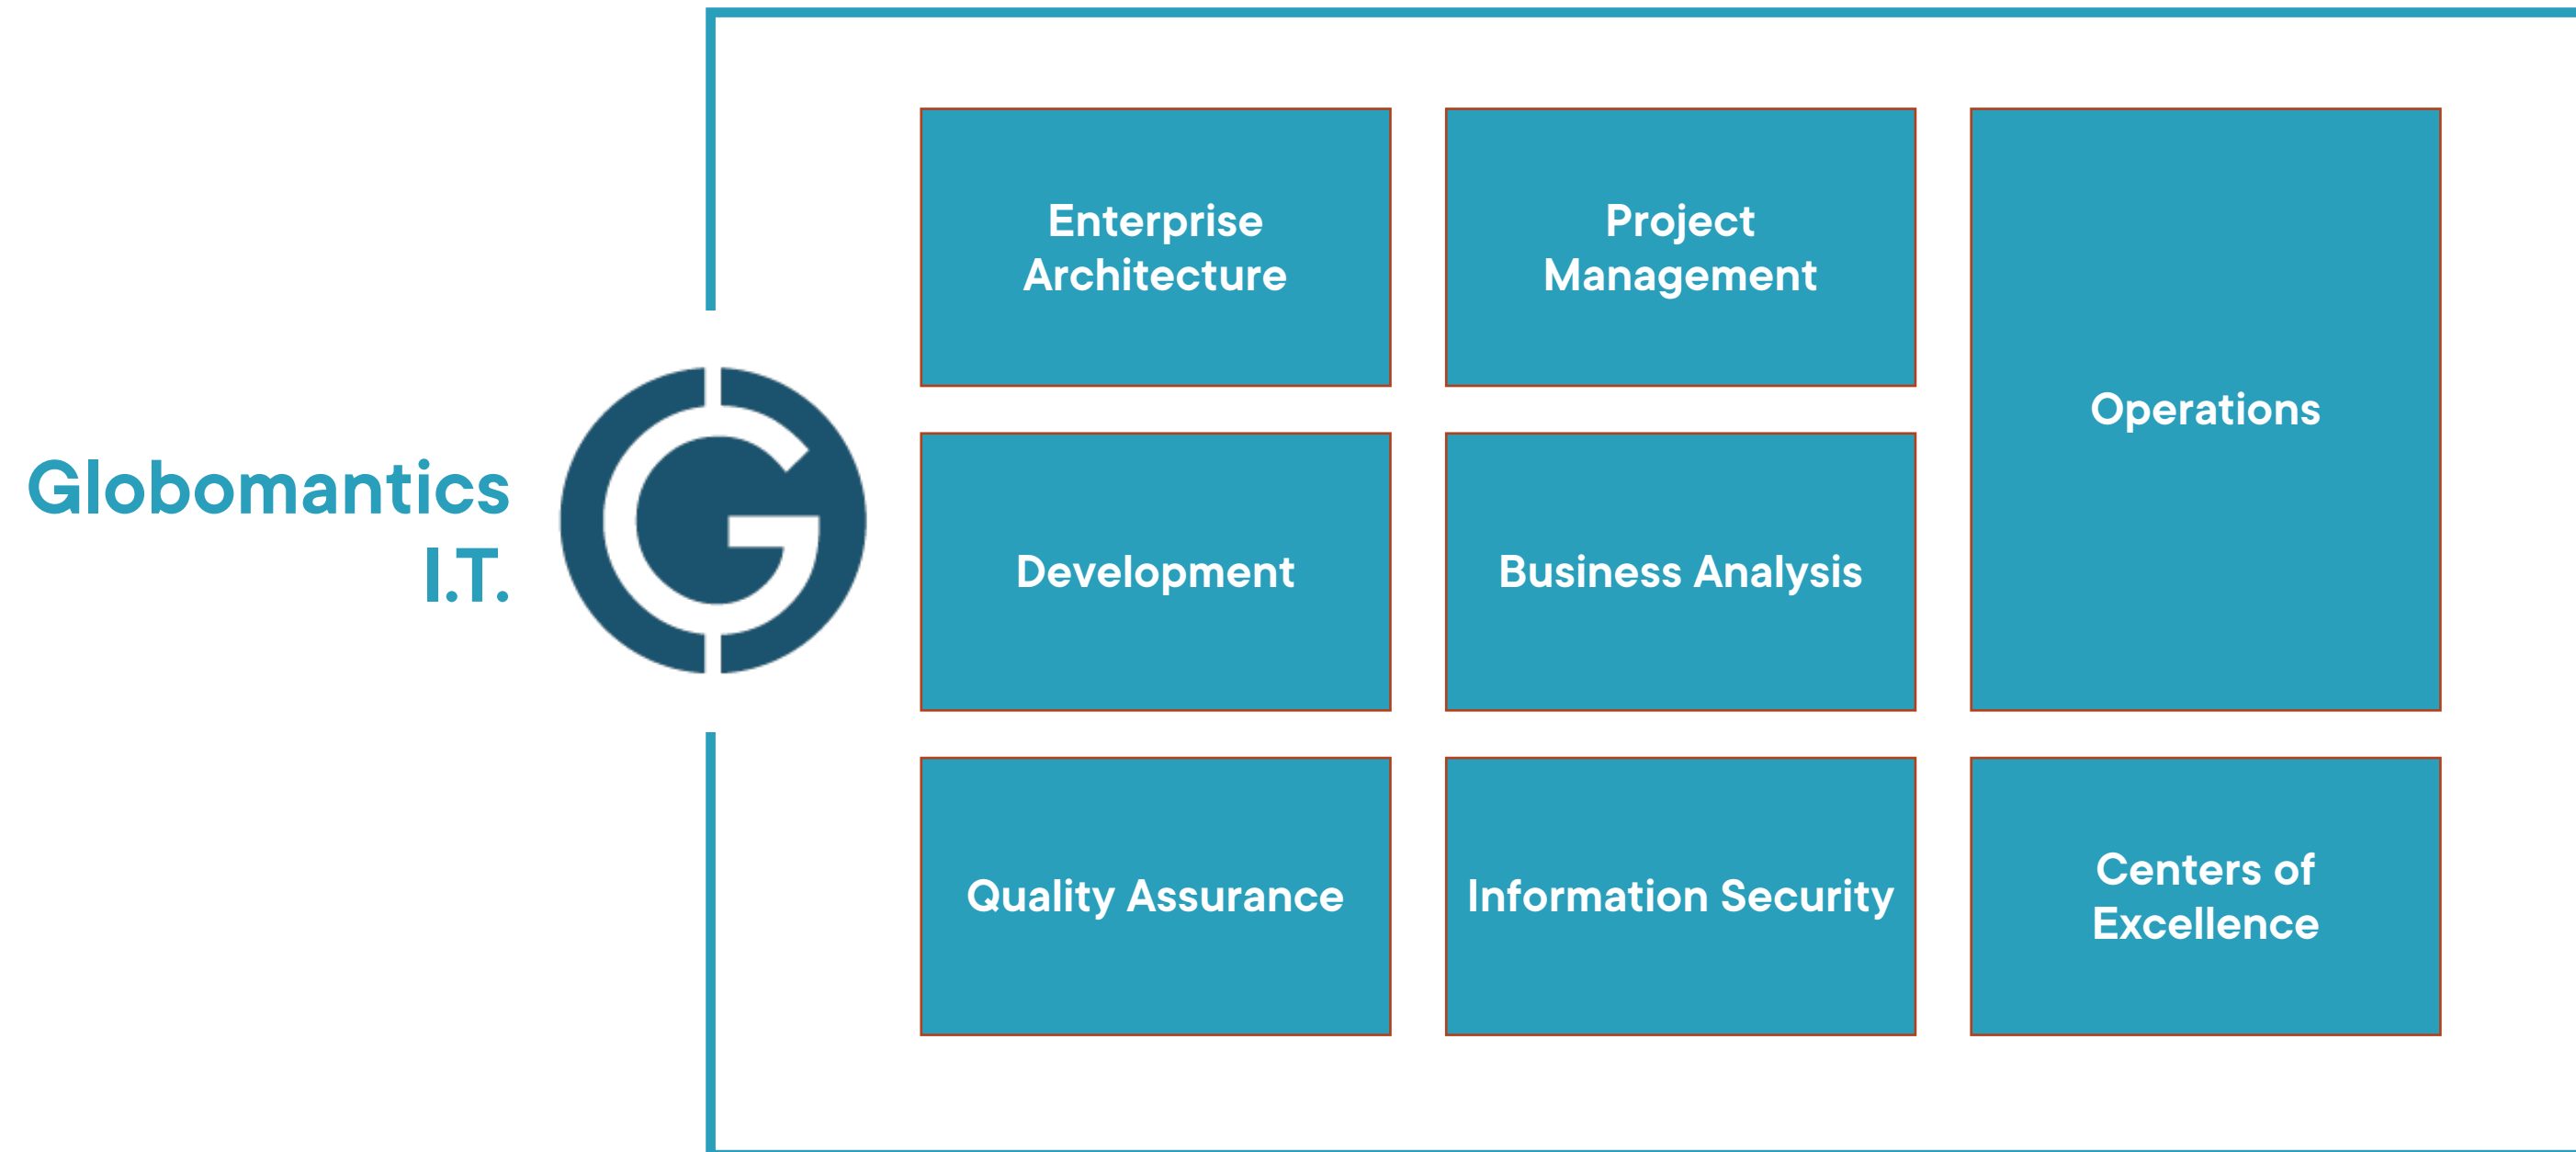 Globomantics
I.T.
Enterprise
Architecture
Project
Management
Operations
Development
Business Analysis
Quality Assurance
Information Security
Centers of
Excellence